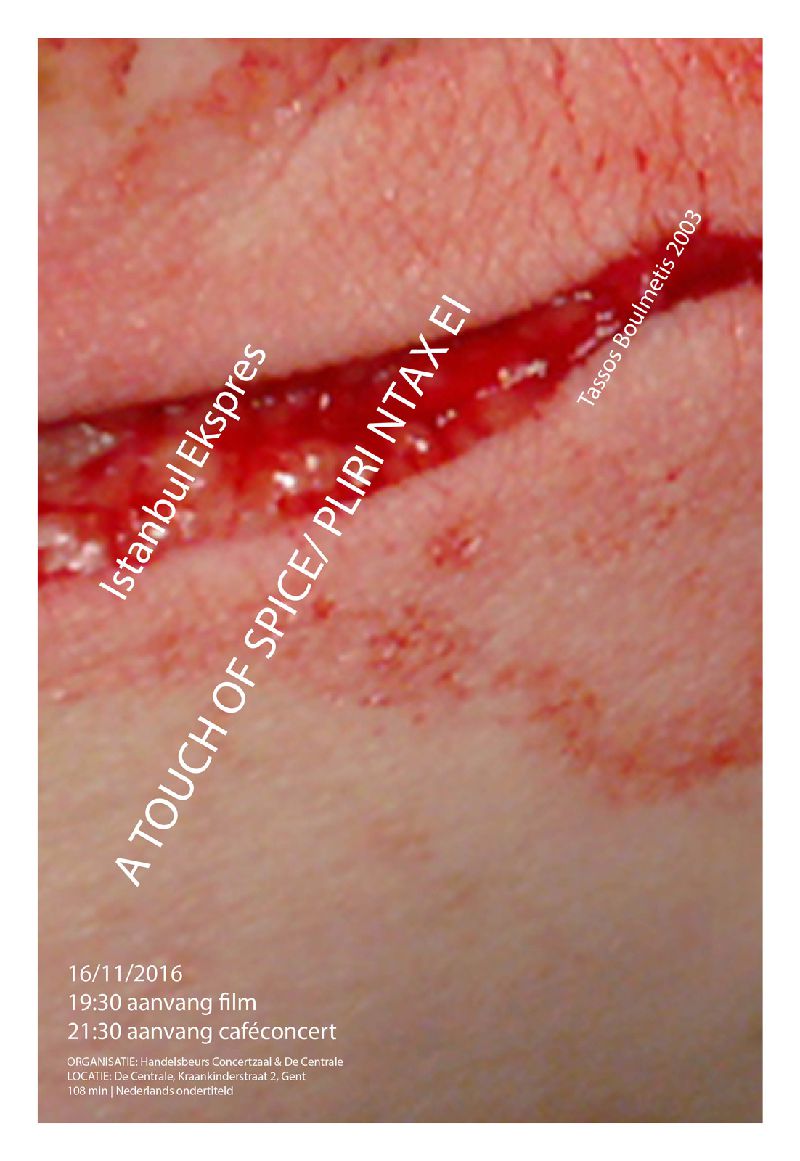 Istanbul Ekspres
A TOUCH OF SPICE/ PLIRI NTAX EI
Tassos Boulmetis 2003
16/11/2016
19:30 aanvang film
21:30 aanvang caféconcert
ORGANISATIE: Handelsbeurs Concertzaal & De Centrale
LOCATIE: De Centrale, Kraankinderstraat 2, Gent
108 min | Nederlands ondertiteld